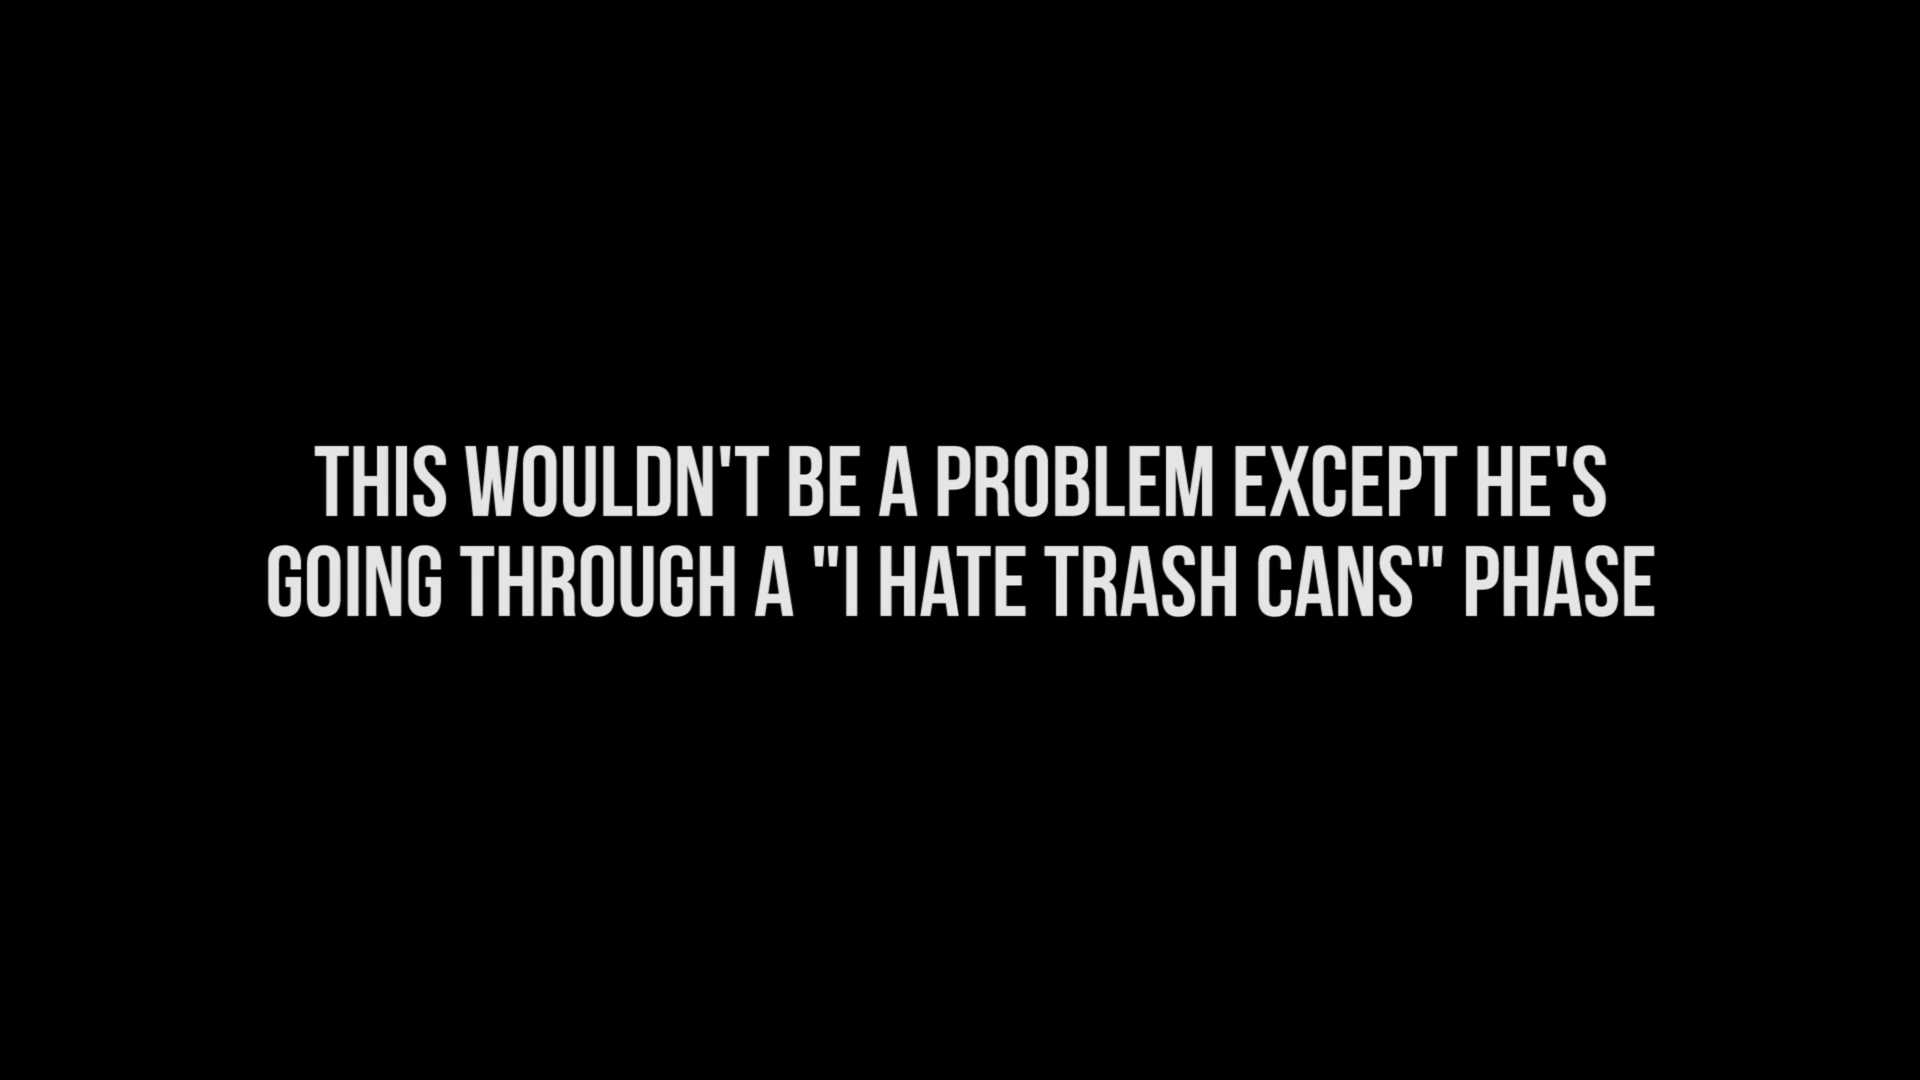 THIS WOULDN'T BE A PROBLEM EXCEPT HE'S
GOING THROUGH A "I HATE TRASH CANS" PHASE